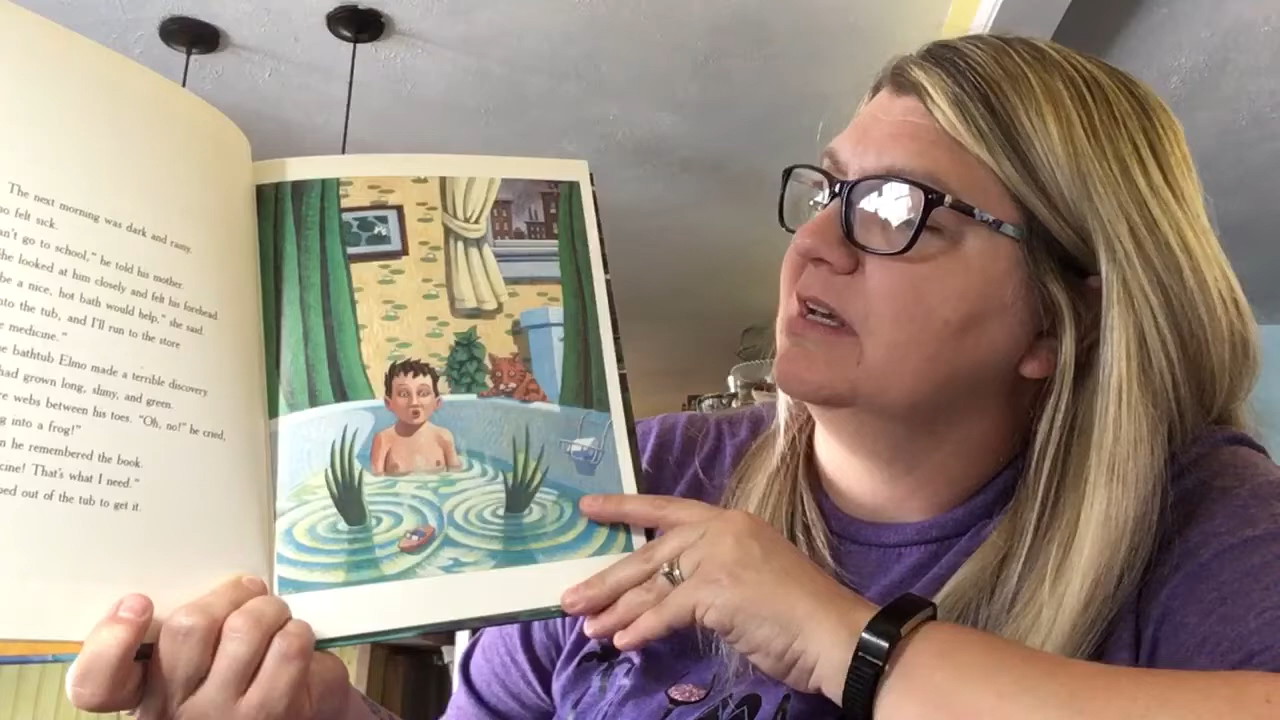 The next morning was dark and rainy.
o felt sick.
an't go to school," he told his mother.
he looked at him closely and felt his forehead
be a nice, hot bath would help," she said.
nto the tub, and I'll run to the store
e medicine."
e bathtub Elmo made a terrible discovery
had grown long, slimy, and green.
re webs between his toes. "Oh, no!" he cried,
g into a frog!"
n he remembered the book.
cine! That's what I need."
ped out of the tub to get it.